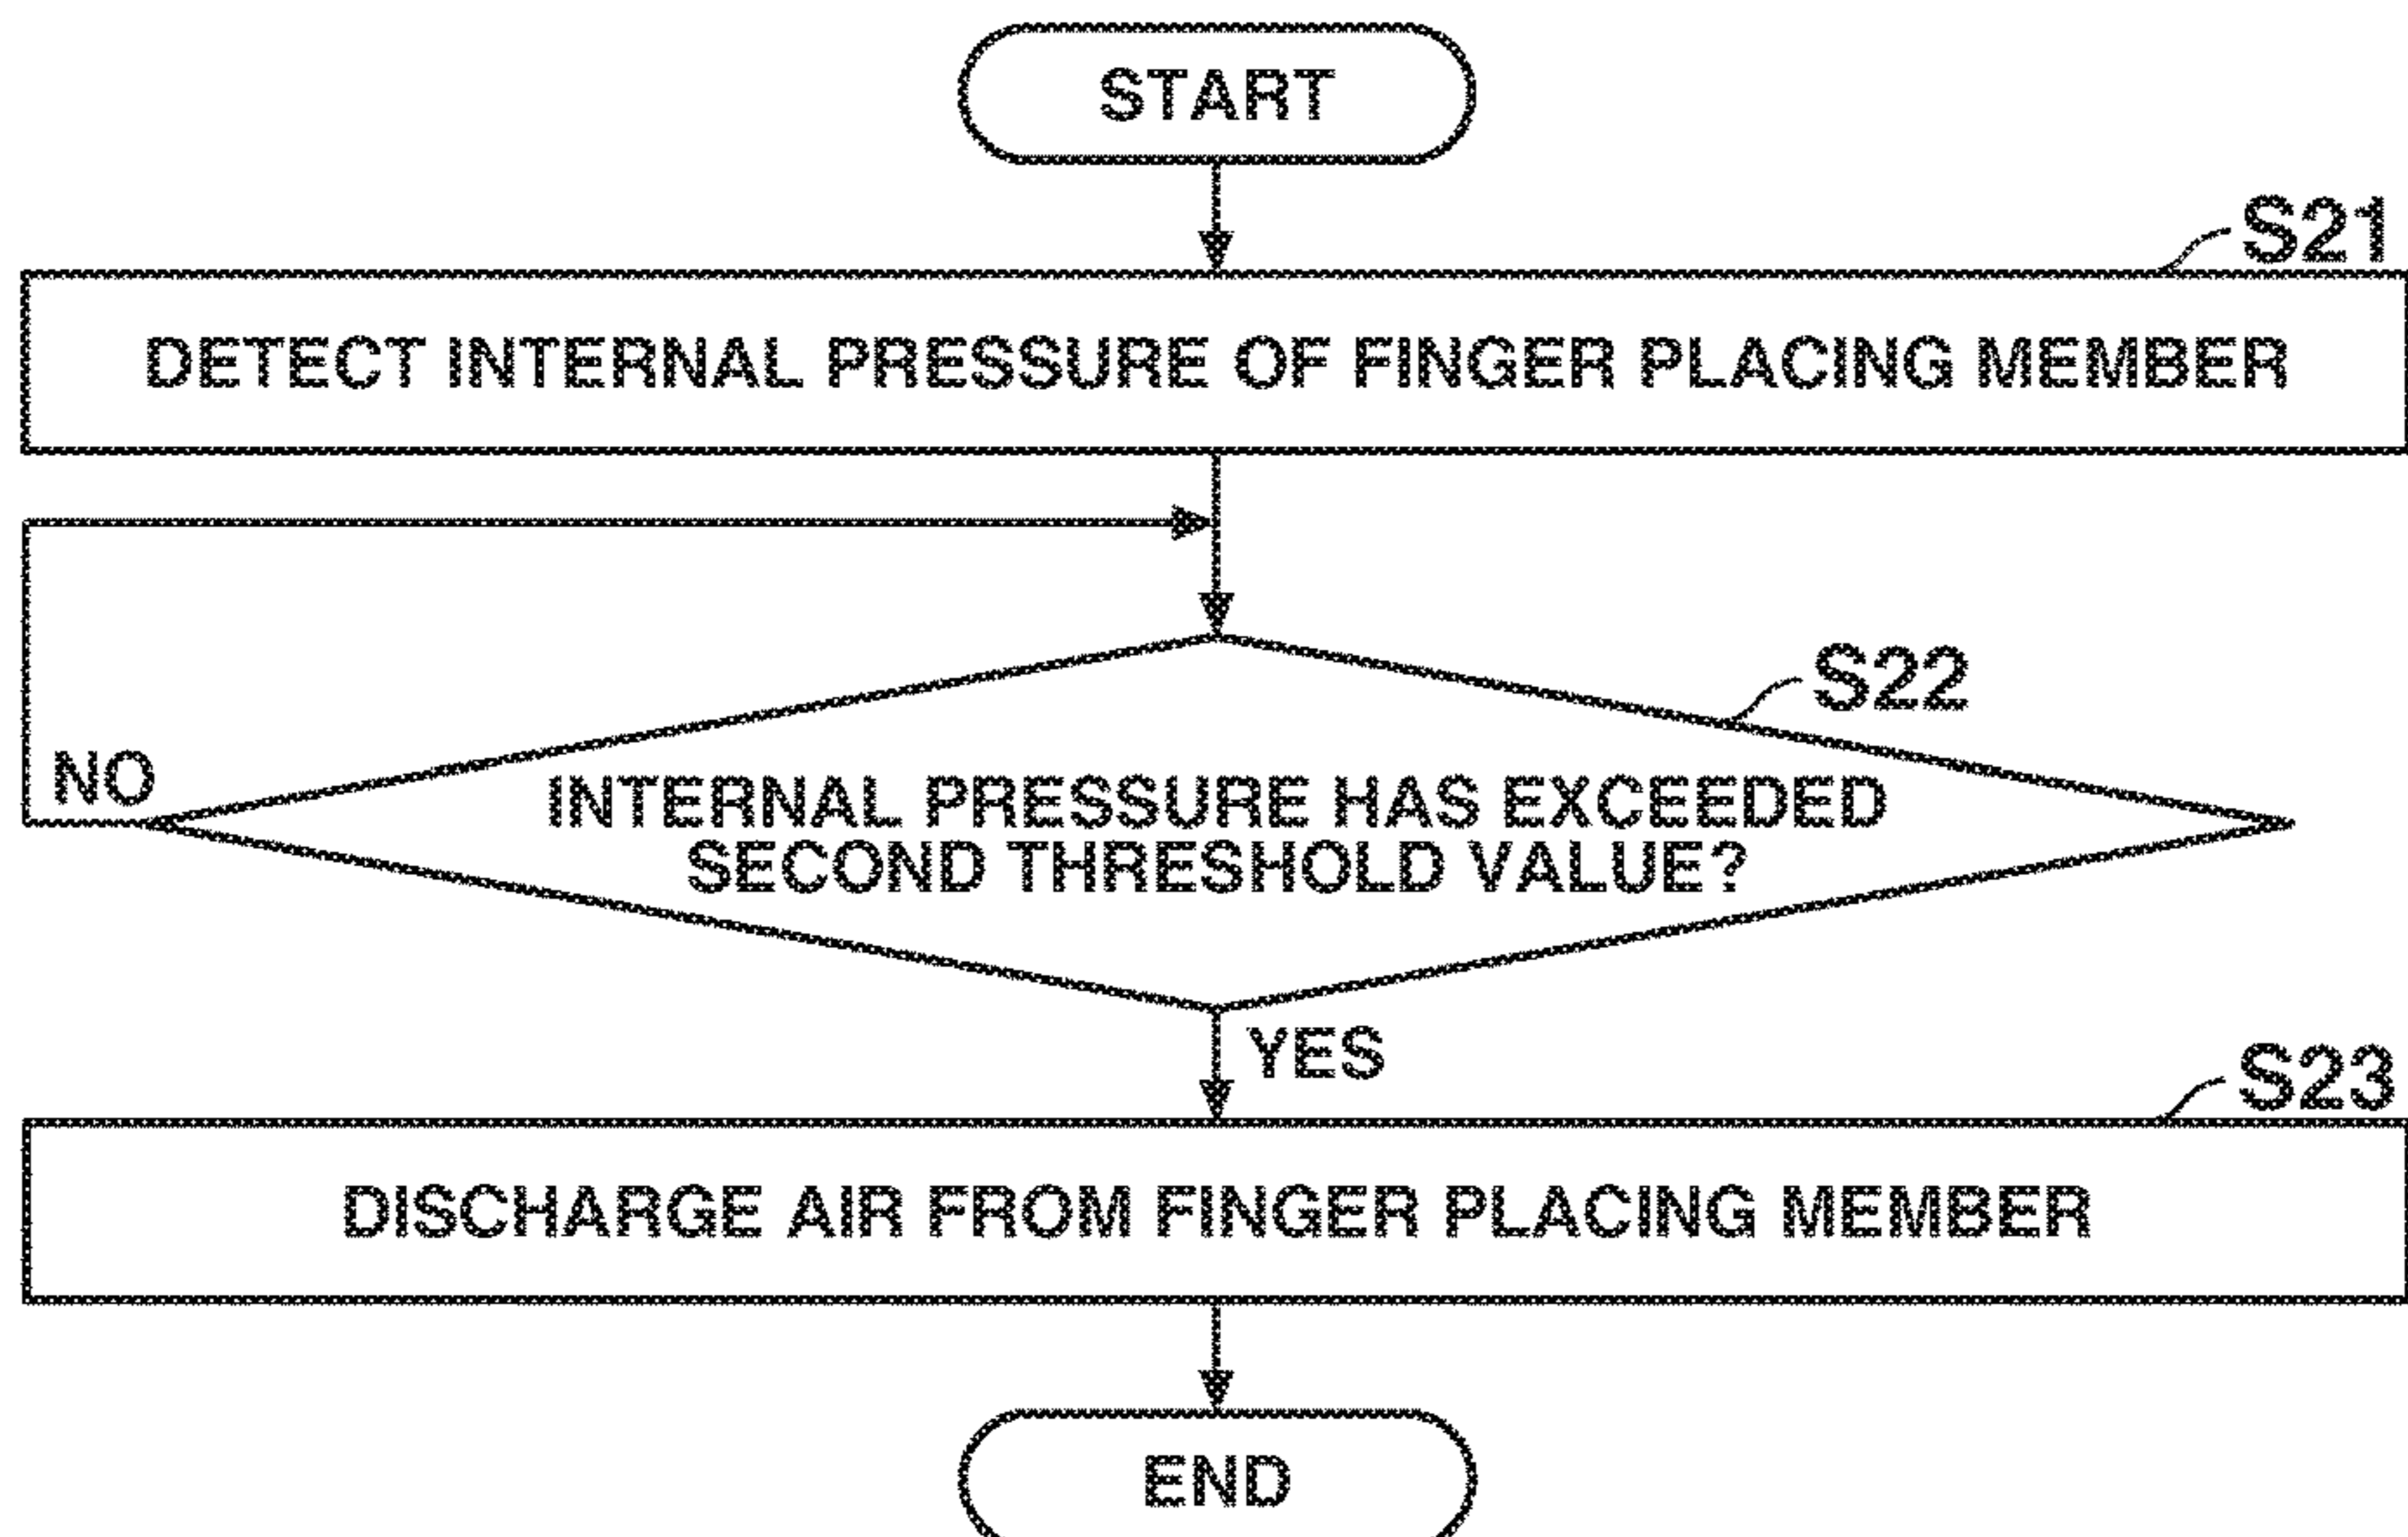 START
S21
DETECT INTERNAL PRESSURE OF FINGER PLACING MEMBER
S22
NO
INTERNAL PRESSURE HAS EXCEEDED
SECOND THRESHOLD VALUE?
YES
S23
DISCHARGE AIR FROM FINGER PLACING MEMBER
END